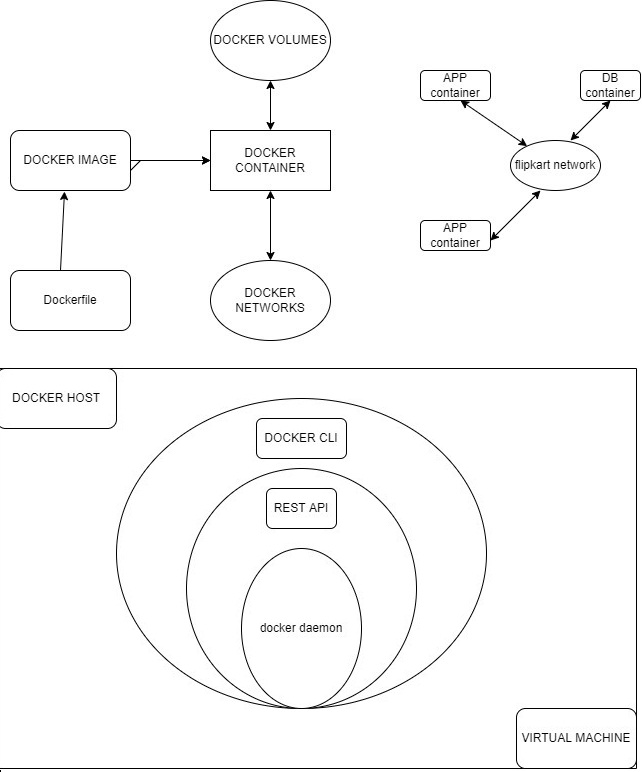 DOCKER VOLUMES
APP
container
DB
container
DOCKER IMAGE
DOCKER
CONTAINER
flipkart network
APP
container
Dockerfile
DOCKER
NETWORKS
DOCKER HOST
DOCKER CLI
REST API
docker daemon
VIRTUAL MACHINE